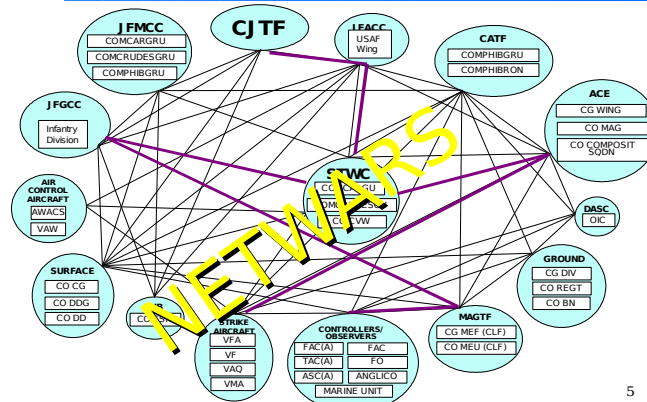 JFMCC
COMCARGRU
COMCRUDESGRU
COMPHIBGRU
CJTF
JFACC
USAF
Wing
CATF
COMPHIBGRU
COMPHIBRON
ACE
CG WING
CO MAG
CO COMPOSIT
SQDN
JFGCC
Infantry
Division
STWC
NETWARS
AIR
CONTROL
AIRCRAFT
AWACS
VAW
DASC
OIC
SURFACE
CO CG
CO DDG
CO DD
STRIKE
AIRCRAFT
VFA
VF
VAQ
VMA
CONTROLLERS/
OBSERVERS
FAC(A) FAC
TAC(A) FO
ASC(A) ANGLICO
MARINE UNIT
MAGTF
CG MEF (CLF)
CO MEU (CLF)
GROUND
CG DIV
CO REGT
CO BN
5